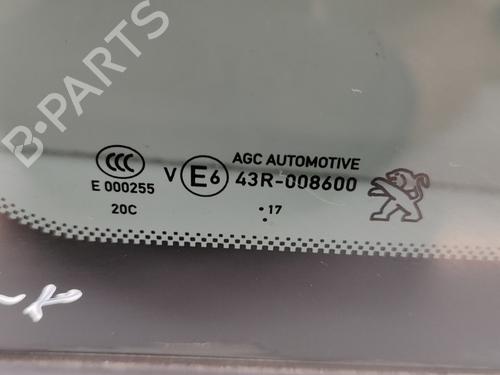 B-PARTS
CCC
E 000255
20C
V E6
AGC AUTOMOTIVE
43R-008600
.:17
-K